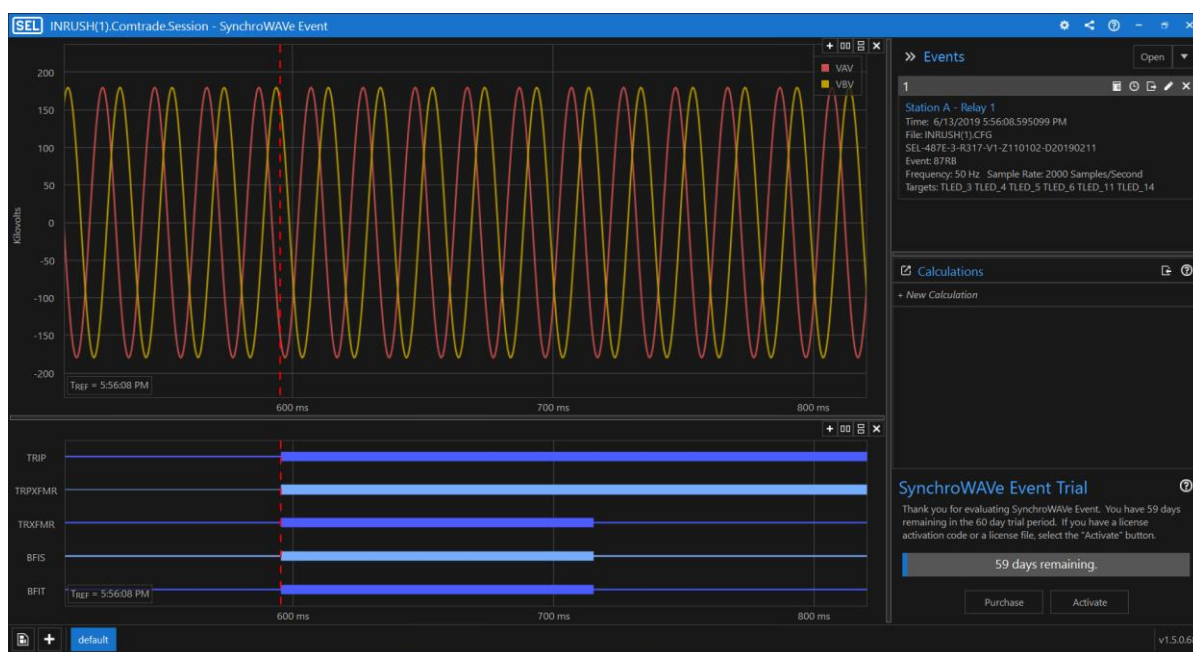 SEL INRUSH(1).Comtrade.Session - SynchroWAVe Event
VAV
VBV
200
150
100
50
0
-50
-100
-150
-200
Kilovolts
TREF = 5:56:08 PM
600 ms
700 ms
800 ms
TRIP
TRPXFMR
TRXFMR
BFIS
BFIT
TREF = 5:56:08 PM
600 ms
700 ms
800 ms
default
Events
Open
1
Station A - Relay 1
Time: 6/13/2019 5:56:08.595099 PM
File: INRUSH(1).CFG
SEL-487E-3-R317-V1-Z110102-D20190211
Event: 87RB
Frequency: 50 Hz Sample Rate: 2000 Samples/Second
Targets: TLED_3 TLED_4 TLED_5 TLED_6 TLED_11 TLED_14
Calculations
+ New Calculation
SynchroWAVe Event Trial
Thank you for evaluating SynchroWAVe Event. You have 59 days
remaining in the 60 day trial period. If you have a license
activation code or a license file, select the "Activate" button.
59 days remaining.
Purchase
Activate